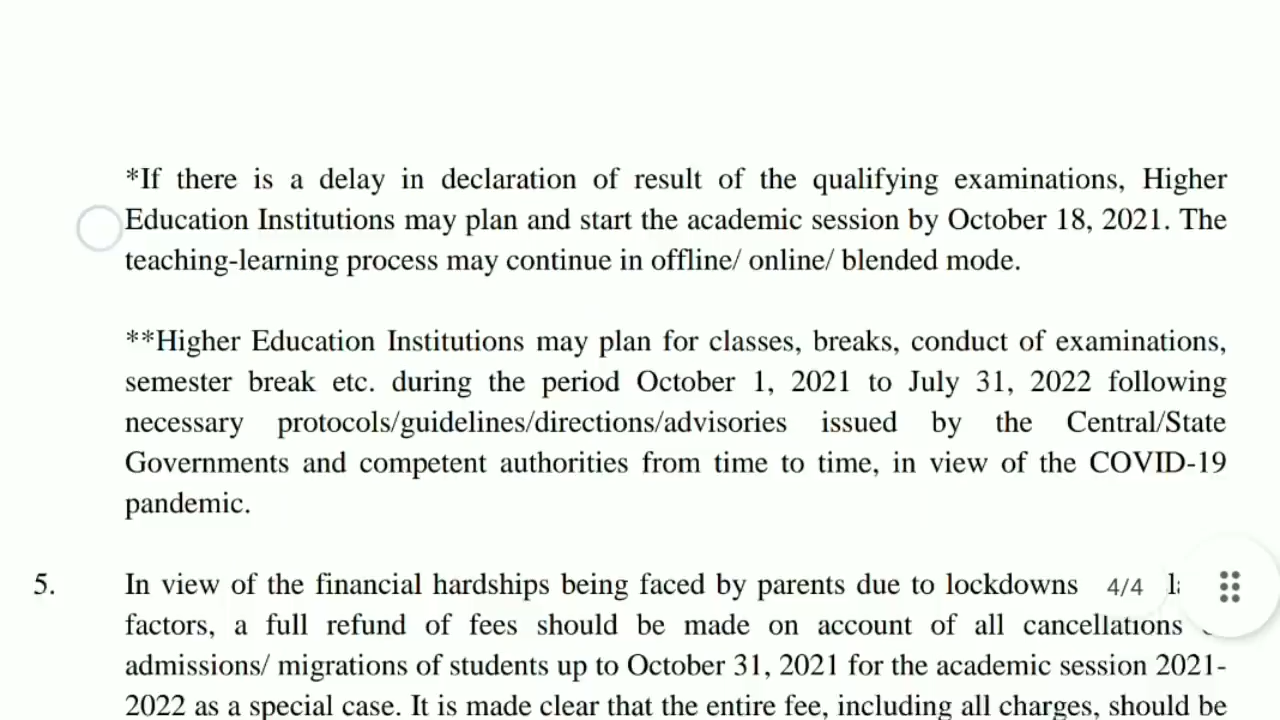 *If there is a delay in declaration of result of the qualifying examinations, Higher
Education Institutions may plan and start the academic session by October 18, 2021. The
teaching-learning process may continue in offline/ online/ blended mode.
**Higher Education Institutions may plan for classes, breaks, conduct of examinations,
semester break etc. during the period October 1, 2021 to July 31, 2022 following
necessary protocols/guidelines/directions/advisories issued by the Central/State
Governments and competent authorities from time to time, in view of the COVID-19
pandemic.
5. In view of the financial hardships being faced by parents due to lockdowns
4/4
factors, a full refund of fees should be made on account of all cancellations
admissions/ migrations of students up to October 31, 2021 for the academic session 2021-
2022 as a special case. It is made clear that the entire fee, including all charges, should be